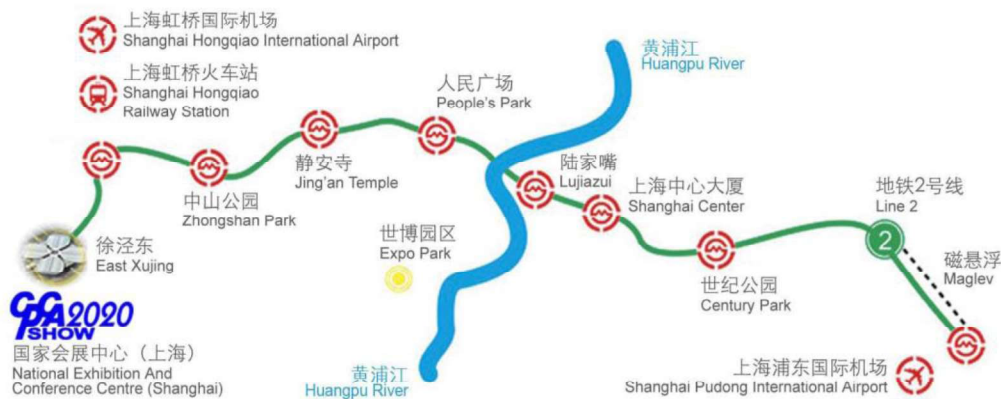 上海虹桥国际机场
Shanghai Hongqiao International Airport
上海虹桥火车站
Shanghai Hongqiao
Railway Station
人民广场
People's Park
黄浦江
Huangpu River
静安寺
Jing'an Temple
中山公园
Zhongshan Park
陆家嘴
Lujiazui
上海中心大厦
Shanghai Center
地铁2号线
Line 2
2
徐泾东
East Xujing
世博园区
Expo Park
世纪公园
Century Park
磁悬浮
Maglev
CGPA 2020
SHOW
国家会展中心（上海）
National Exhibition And
Conference Centre (Shanghai)
黄浦江
Huangpu River
上海浦东国际机场
Shanghai Pudong International Airport